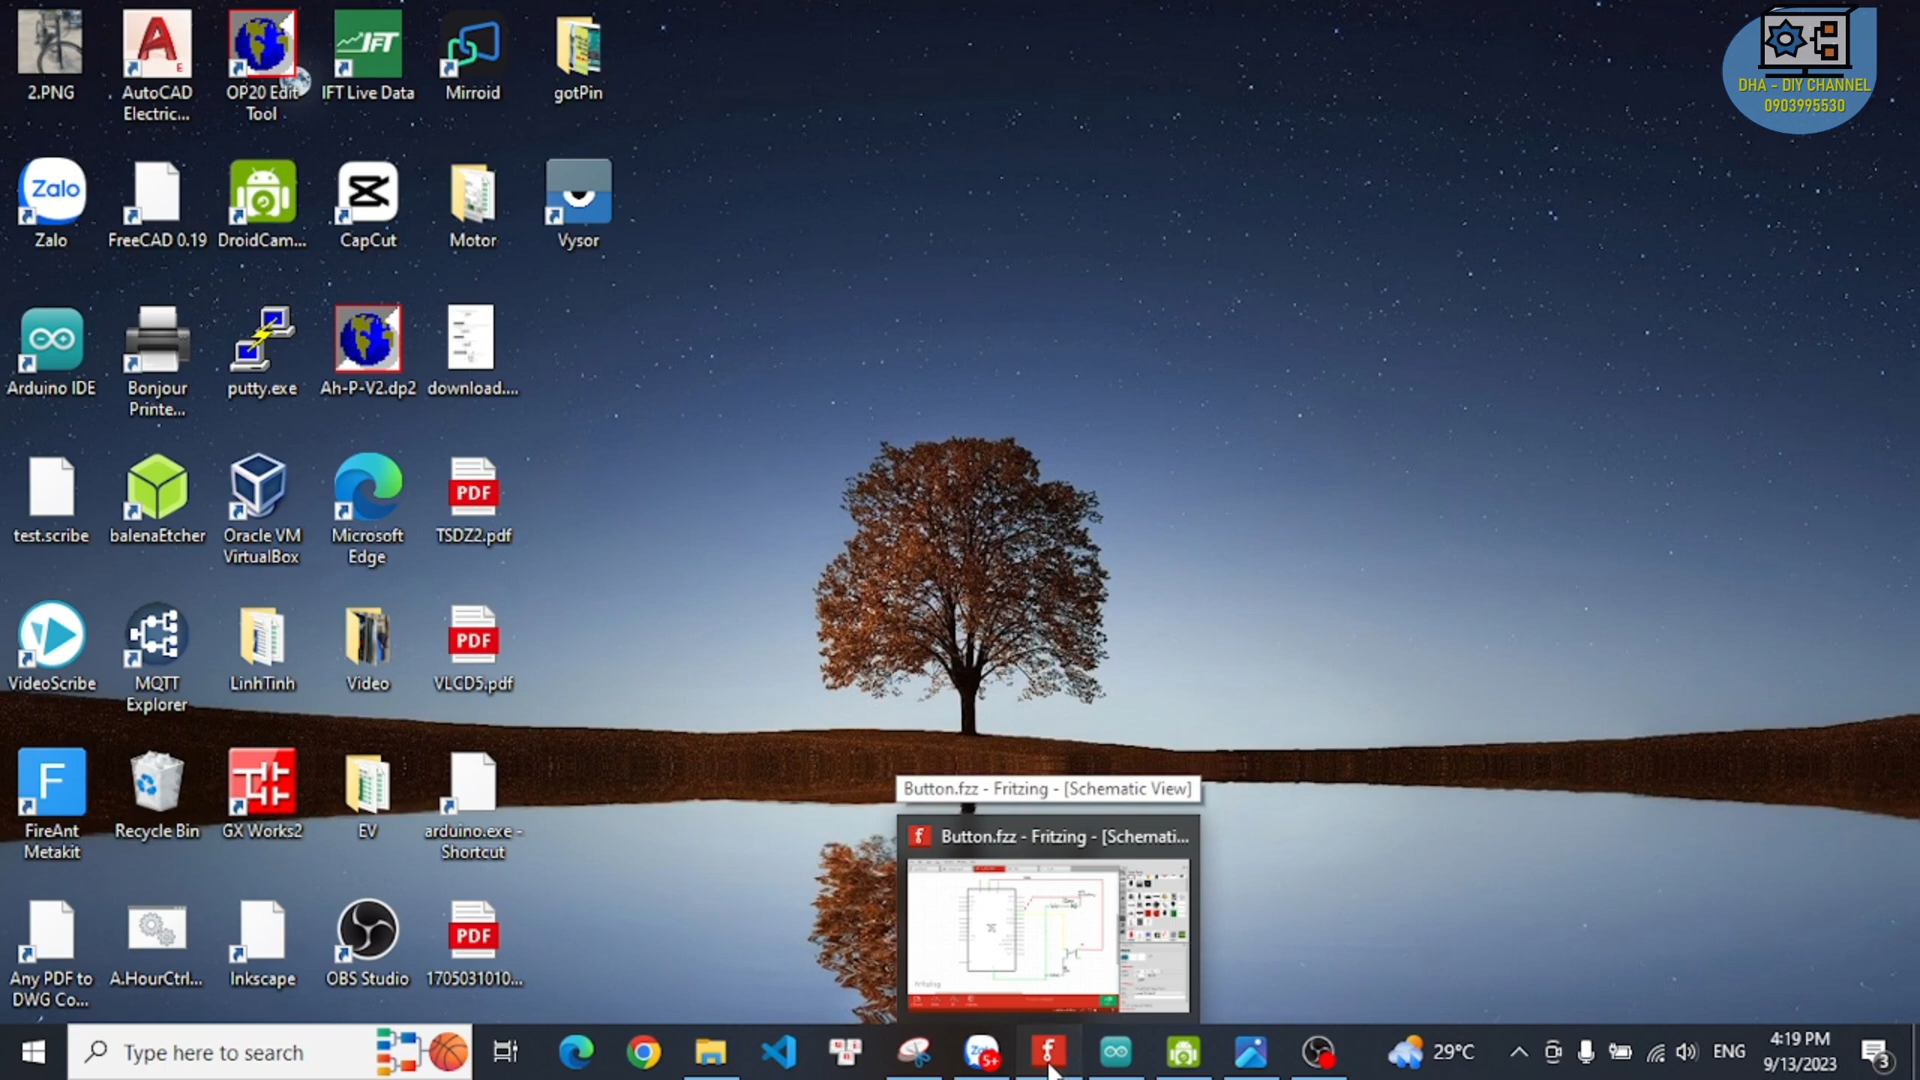 2.PNG
AutoCAD
Electric...
OP20 Edit
Tool
IFT
IFT Live Data
Mirroid
gotPin
DHA - DIY CHANNEL
0903995530
Zalo
Zalo
FreeCAD 0.19
DroidCam...
CapCut
Motor
Vysor
Arduino IDE
Bonjour
Printe...
putty.exe
Ah-P-V2.dp2
download....
test.scribe
balenaEtcher
Oracle VM
VirtualBox
Microsoft
Edge
PDF
TSDZ2.pdf
VideoScribe
MQTT
Explorer
LinhTinh
Video
PDF
VLCD5.pdf
F
FireAnt
Metakit
Recycle Bin
GX Works2
EV
arduino.exe -
Shortcut
Button.fzz - Fritzing - [Schematic View]
Button.fzz - Fritzing - [Schemati...
Any PDF to
DWG Co...
A.HourCtrl...
Inkscape
OBS Studio
PDF
1705031010...
Type here to search
5+
29°C
ENG
4:19 PM
9/13/2023
3